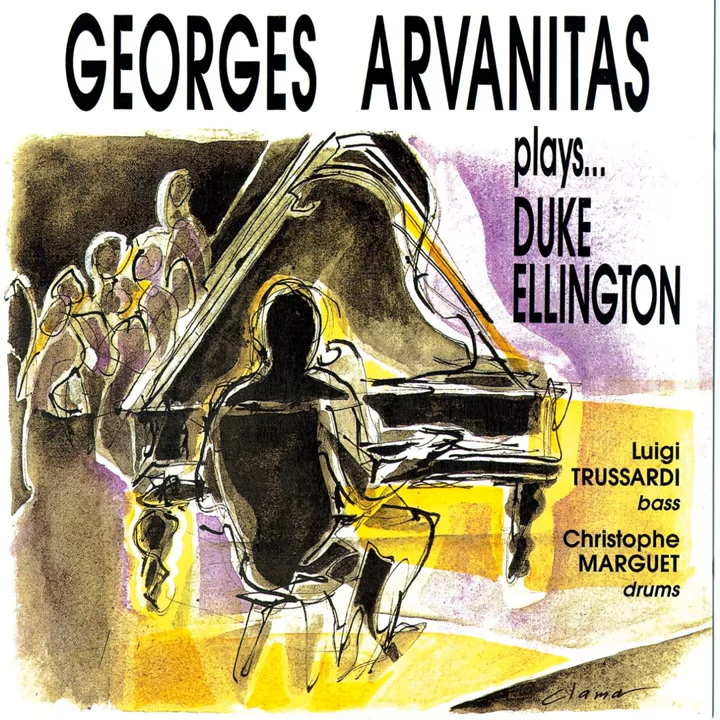 GEORGES ARVANITAS
plays...
DUKE
ELLINGTON
Luigi
TRUSSARDI
bass
Christophe
MARGUET
drums